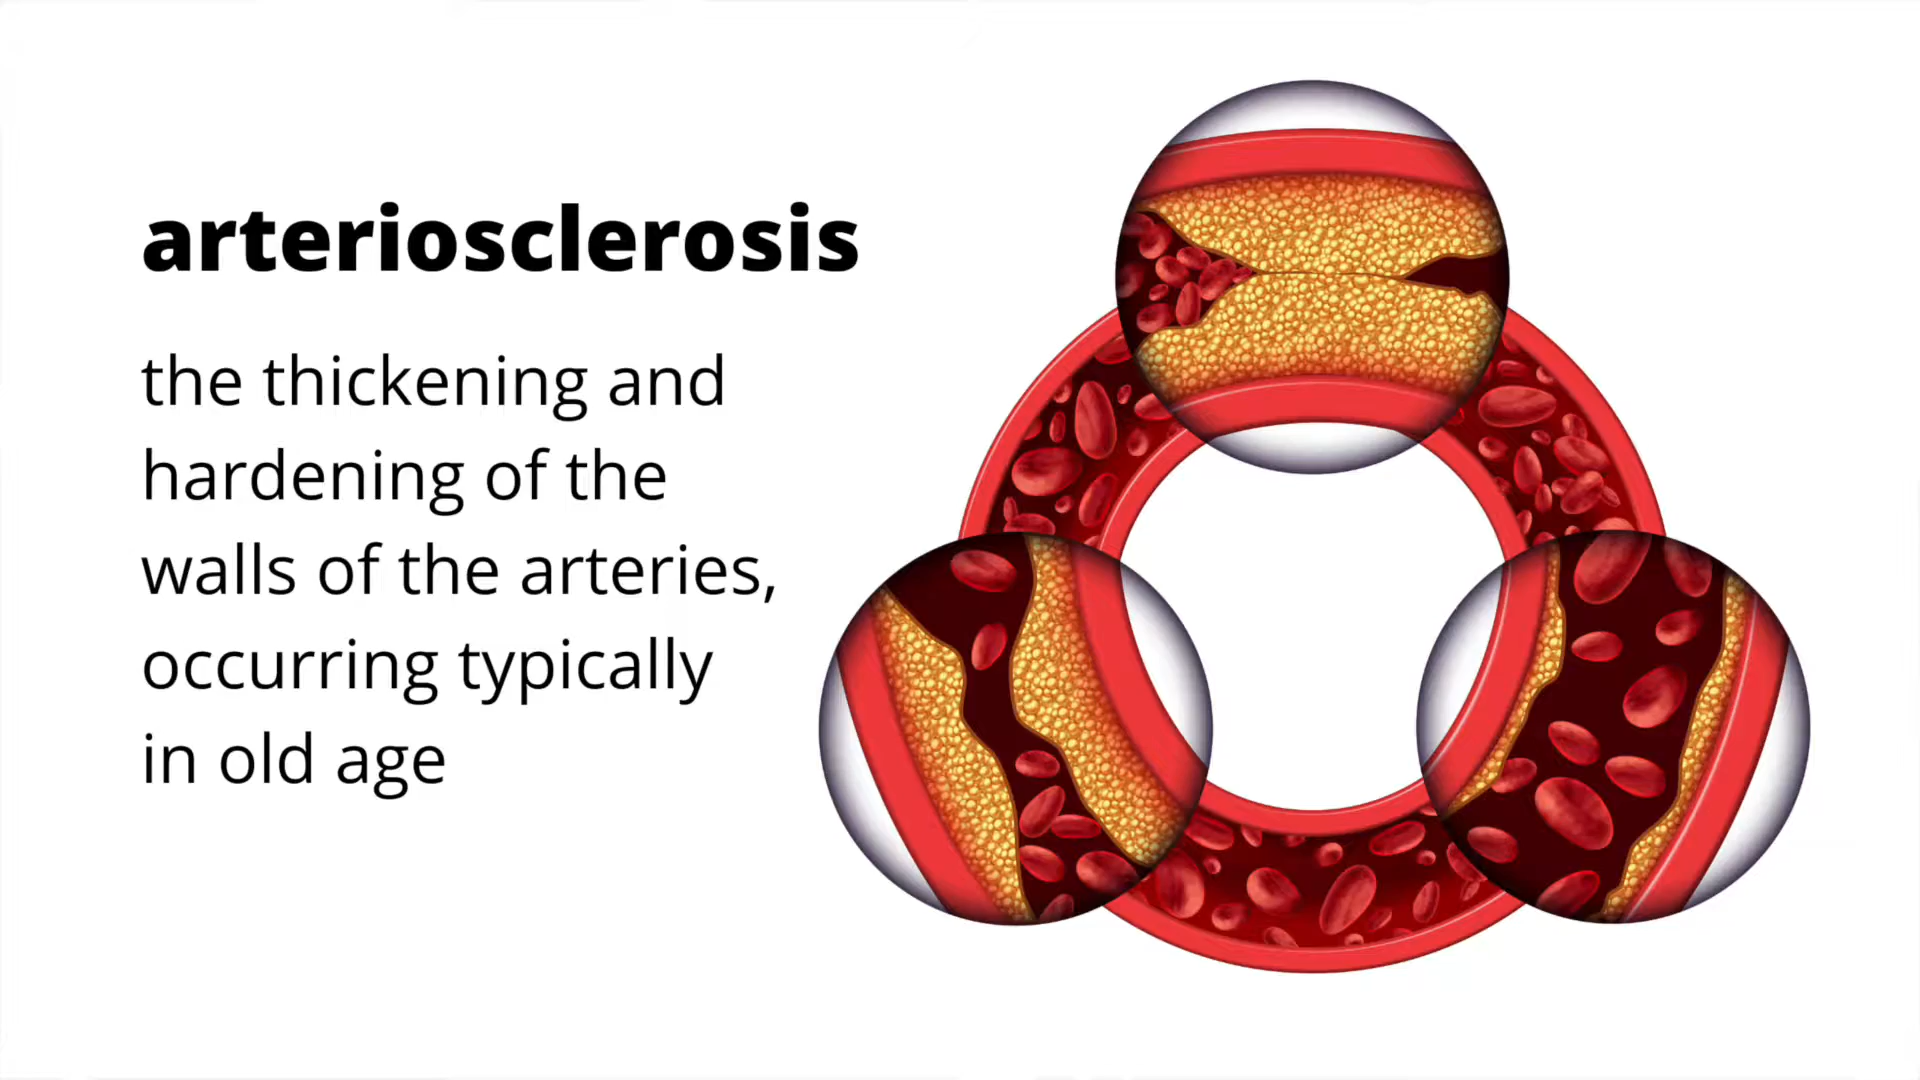 arteriosclerosis
the thickening and
hardening of the
walls of the arteries,
occurring typically
in old age